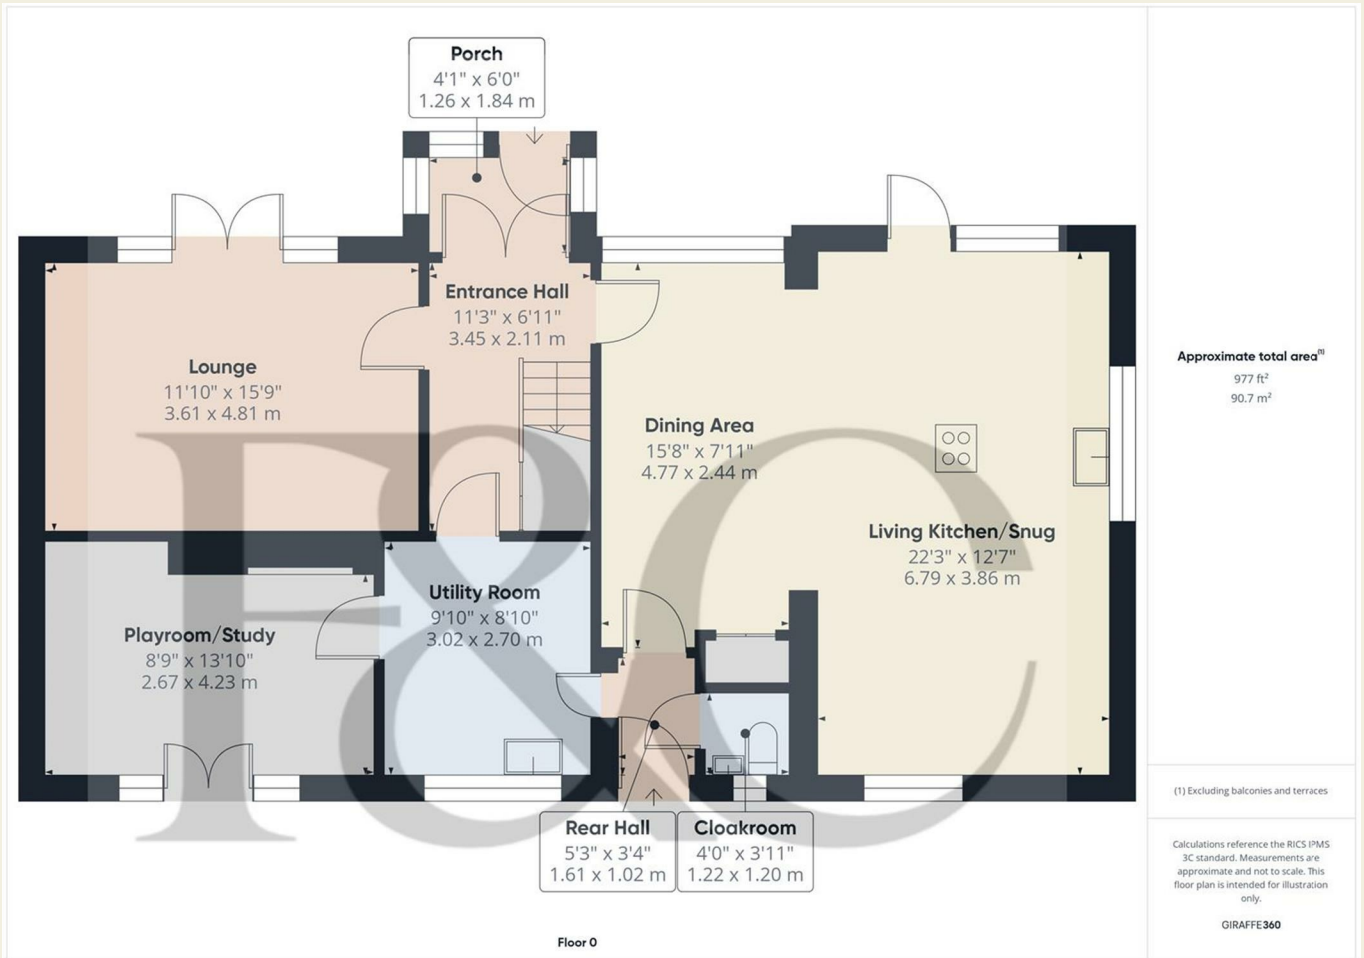 Porch
4'1" x 6'0"
1.26 x 1.84 m
Entrance Hall
11'3" x 6'11"
3.45 x 2.11 m
Lounge
11'10" x 15'9"
3.61 x 4.81 m
Dining Area
15'8" x 7'11"
4.77 x 2.44 m
Living Kitchen/Snug
22'3" x 12'7"
6.79 x 3.86 m
Utility Room
9'10" x 8'10"
3.02 x 2.70 m
Playroom/Study
8'9" x 13'10"
2.67 x 4.23 m
Rear Hall
5'3" x 3'4"
1.61 x 1.02 m
Cloakroom
4'0" x 3'11"
1.22 x 1.20 m
F&C
Floor 0
Approximate total area(1)
977 ft²
90.7 m²
(1) Excluding balconies and terraces
Calculations reference the RICS IPMS
3C standard. Measurements are
approximate and not to scale. This
floor plan is intended for illustration
only.
GIRAFFE360